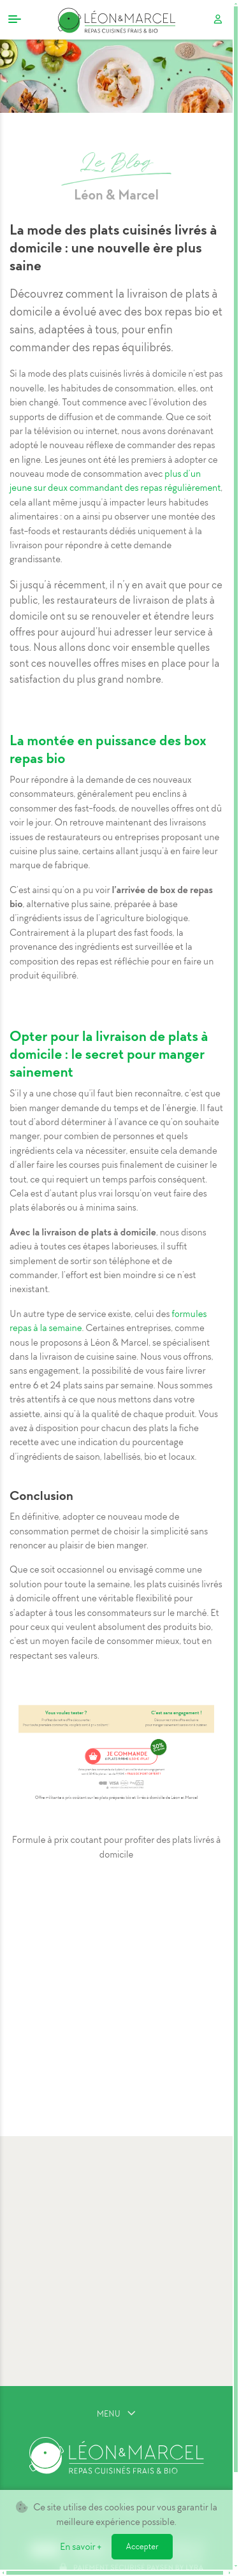 LÉON&MARCEL
REPAS CUISINÉS FRAIS & BIO
Le Blog
Léon & Marcel
La mode des plats cuisinés livrés à
domicile : une nouvelle ère plus
saine
Découvrez comment la livraison de plats à
domicile a évolué avec des box repas bio et
sains, adaptées à tous, pour enfin
commander des repas équilibrés.
Si la mode des plats cuisinés livrés à domicile n'est pas
nouvelle, les habitudes de consommation, elles, ont
bien changé. Tout commence avec l'évolution des
supports de diffusion et de commande. Que ce soit
par la télévision ou internet, nous avons dorénavant
adopté le nouveau réflexe de commander des repas
en ligne. Les jeunes ont été les premiers à adopter ce
nouveau mode de consommation avec plus d'un
jeune sur deux commandant des repas régulièrement,
cela allant même jusqu'à impacter leurs habitudes
alimentaires : on a ainsi pu observer une montée des
fast-foods et restaurants dédiés uniquement à la
livraison pour répondre à cette demande
grandissante.
Si jusqu'à récemment, il n'y en avait que pour ce
public, les restaurateurs de livraison de plats à
domicile ont su se renouveler et étendre leurs
offres pour aujourd'hui adresser leur service à
tous. Nous allons donc voir ensemble quelles
sont ces nouvelles offres mises en place pour la
satisfaction du plus grand nombre.
La montée en puissance des box
repas bio
Pour répondre à la demande de ces nouveaux
consommateurs, généralement peu enclins à
consommer des fast-foods, de nouvelles offres ont dû
voir le jour. On retrouve maintenant des livraisons
issues de restaurateurs ou entreprises proposant une
cuisine plus saine, certains allant jusqu'à en faire leur
marque de fabrique.
C'est ainsi qu'on a pu voir l'arrivée de box de repas
bio, alternative plus saine, préparée à base
d'ingrédients issus de l'agriculture biologique.
Contrairement à la plupart des fast foods, la
provenance des ingrédients est surveillée et la
composition des repas est réfléchie pour en faire un
produit équilibré.
Opter pour la livraison de plats à
domicile : le secret pour manger
sainement
S'il y a une chose qu'il faut bien reconnaître, c'est que
bien manger demande du temps et de l'énergie. Il faut
tout d'abord déterminer à l'avance ce qu'on souhaite
manger, pour combien de personnes et quels
ingrédients cela va nécessiter, ensuite cela demande
d'aller faire les courses puis finalement de cuisiner le
tout, ce qui requiert un temps parfois conséquent.
Cela est d'autant plus vrai lorsqu'on veut faire des
plats élaborés ou à minima sains.
Avec la livraison de plats à domicile, nous disons
adieu à toutes ces étapes laborieuses, il suffit
simplement de sortir son téléphone et de
commander, l'effort est bien moindre si ce n'est
inexistant.
Un autre type de service existe, celui des formules
repas à la semaine. Certaines entreprises, comme
nous le proposons à Léon & Marcel, se spécialisent
dans la livraison de cuisine saine. Nous vous offrons,
sans engagement, la possibilité de vous faire livrer
entre 6 et 24 plats sains par semaine. Nous sommes
très attentifs à ce que nous mettons dans votre
assiette, ainsi qu'à la qualité de chaque produit. Vous
avez à disposition pour chacun des plats la fiche
recette avec une indication du pourcentage
d'ingrédients de saison, labellisés, bio et locaux.
Conclusion
En définitive, adopter ce nouveau mode de
consommation permet de choisir la simplicité sans
renoncer au plaisir de bien manger.
Que ce soit occasionnel ou envisagé comme une
solution pour toute la semaine, les plats cuisinés livrés
à domicile offrent une véritable flexibilité pour
s'adapter à tous les consommateurs sur le marché. Et
pour ceux qui veulent absolument des produits bio,
c'est un moyen facile de consommer mieux, tout en
respectant ses valeurs.
Vous voulez tester ?
C'est sans engagement !
JE COMMANDE
Formule à prix coutant pour profiter des plats livrés à
domicile
MENU
LÉON&MARCEL
REPAS CUISINÉS FRAIS & BIO
Ce site utilise des cookies pour vous garantir la
meilleure expérience possible.
En savoir +
Accepter